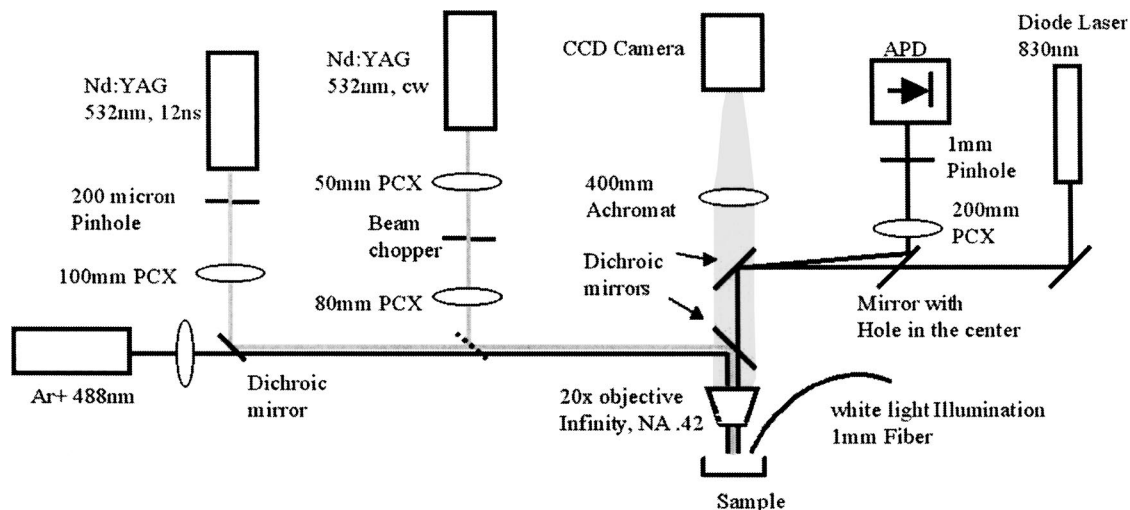 Nd:YAG
532nm, 12ns
Nd:YAG
532nm, cw
CCD Camera
APD
Diode Laser
830nm
200 micron
Pinhole
50mm PCX
Beam
chopper
400mm
Achromat
1mm
Pinhole
200mm
PCX
100mm PCX
80mm PCX
Dichroic
mirrors
Mirror with
Hole in the center
Ar+ 488nm
Dichroic
mirror
20x objective
Infinity, NA .42
white light Illumination
1mm Fiber
Sample